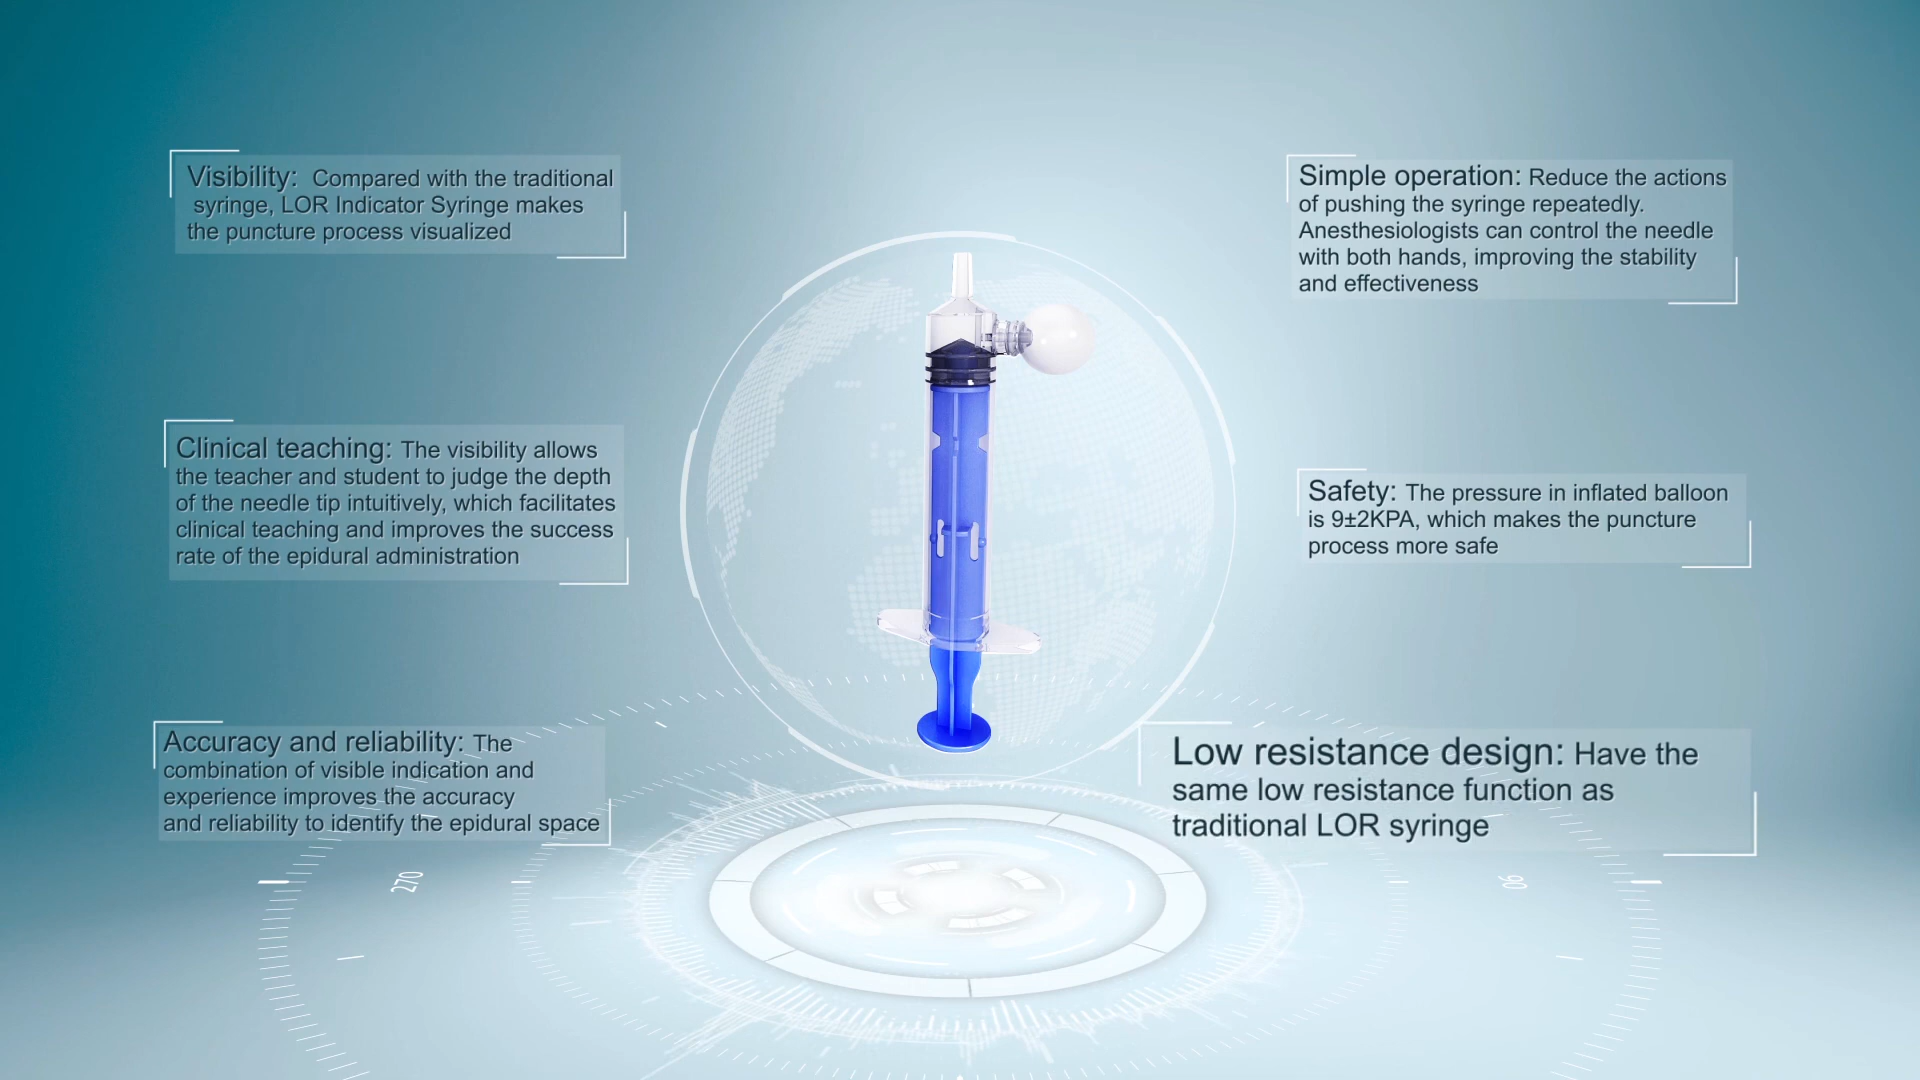 Visibility: Compared with the traditional
syringe, LOR Indicator Syringe makes
the puncture process visualized
Clinical teaching: The visibility allows
the teacher and student to judge the depth
of the needle tip intuitively, which facilitates
clinical teaching and improves the success
rate of the epidural administration
Accuracy and reliability: The
combination of visible indication and
experience improves the accuracy
and reliability to identify the epidural space
Simple operation: Reduce the actions
of pushing the syringe repeatedly.
Anesthesiologists can control the needle
with both hands, improving the stability
and effectiveness
Safety: The pressure in inflated balloon
is 9±2KPA, which makes the puncture
process more safe
Low resistance design: Have the
same low resistance function as
traditional LOR syringe
270
90